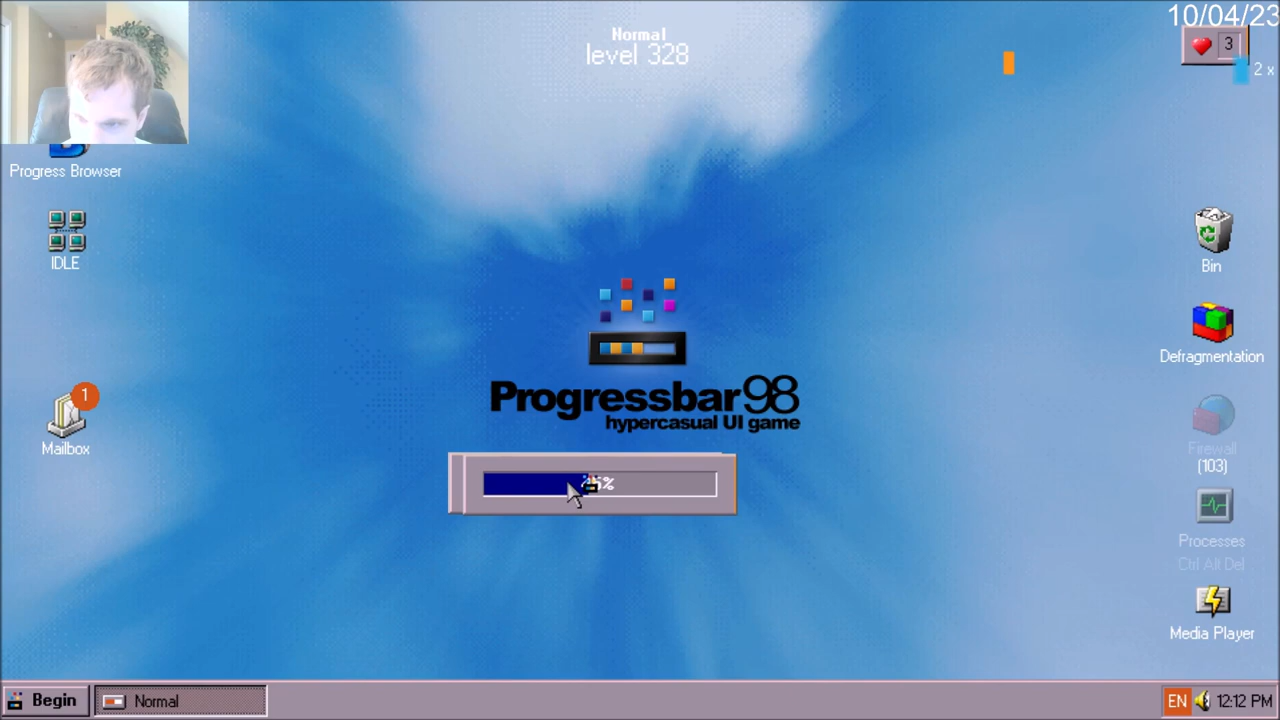 10/04/23
Normal
level 328
3
2 x
Progress Browser
IDLE
Bin
Defragmentation
1
Mailbox
Progressbar98
hypercasual UI game
Firewall
(103)
Processes
Ctrl Alt Del
Media Player
Begin
Normal
EN
12:12 PM